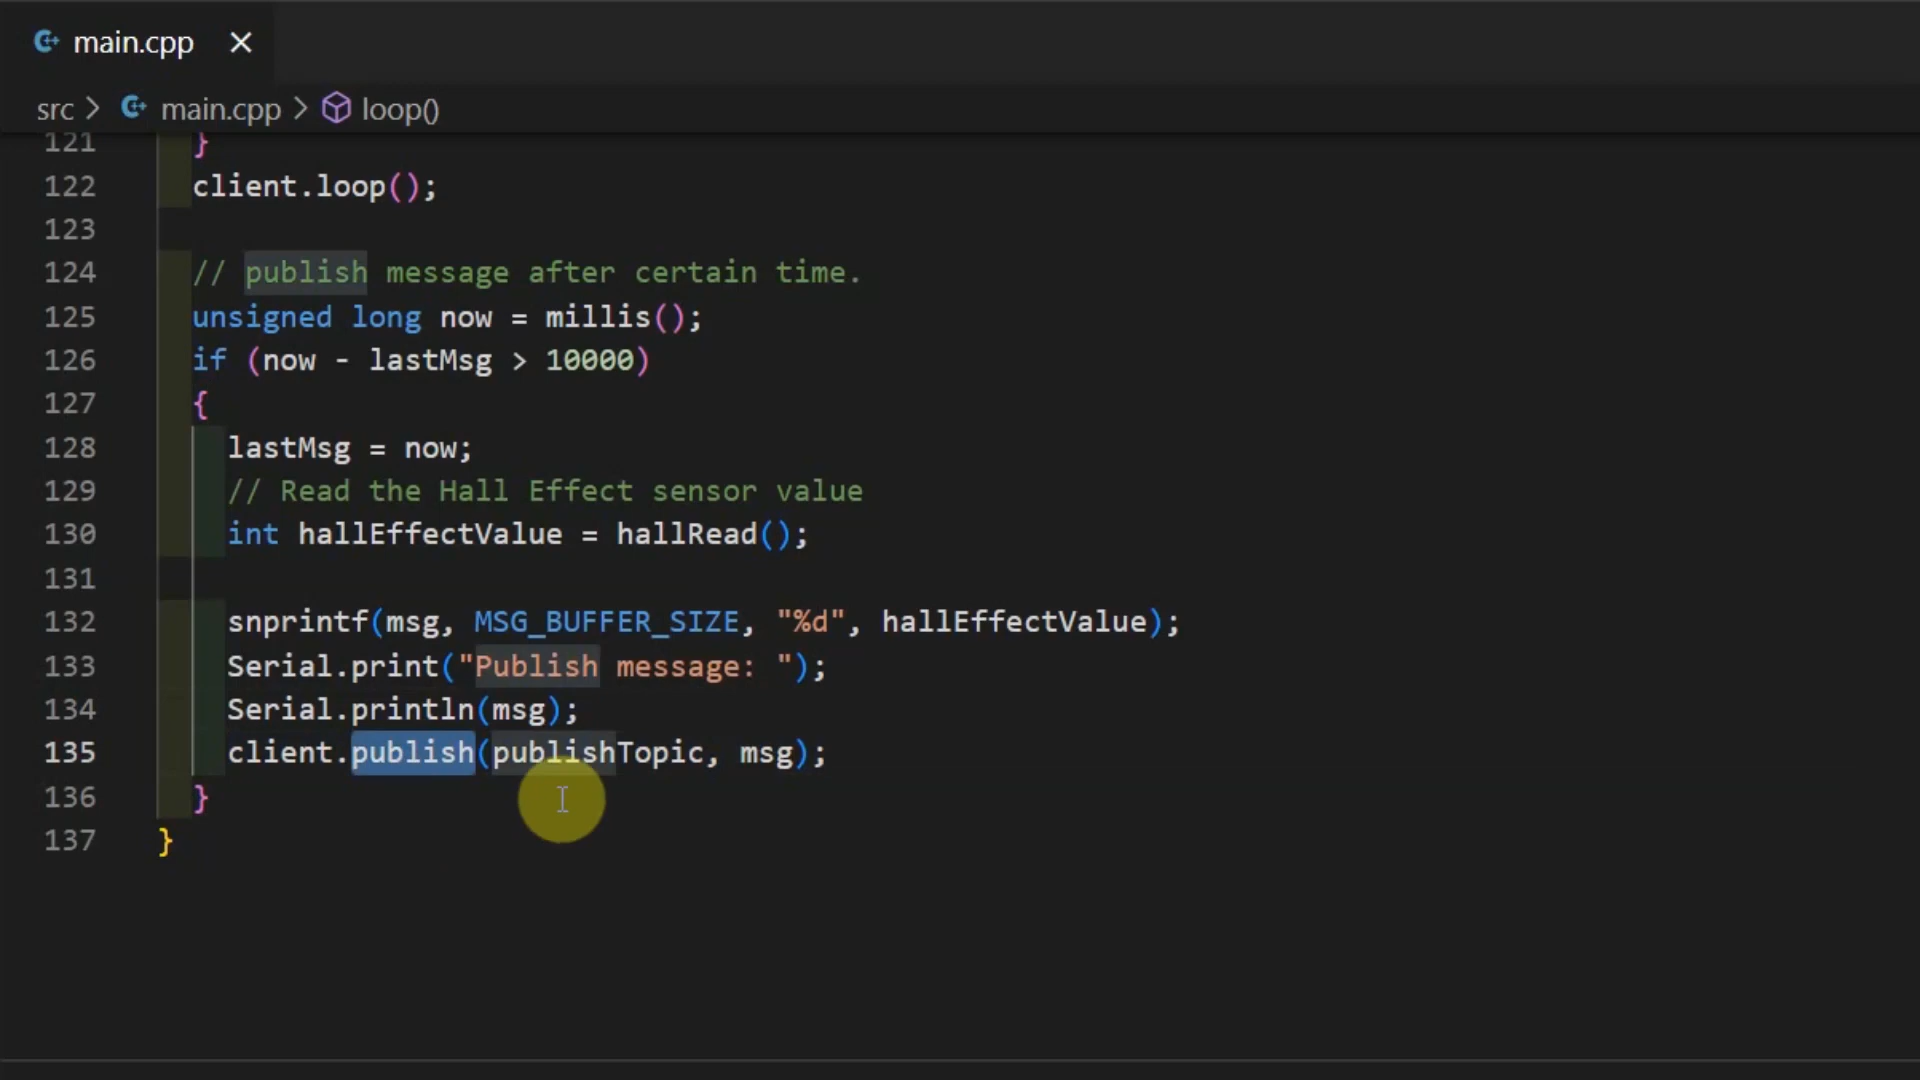 main.cpp
src > main.cpp > loop()
121 }
122 client.loop();
123
124 // publish message after certain time.
125 unsigned long now = millis();
126 if (now - lastMsg > 10000)
127 {
128 lastMsg = now;
129 // Read the Hall Effect sensor value
130 int hallEffectValue = hallRead();
131
132 snprintf(msg, MSG_BUFFER_SIZE, "%d", hallEffectValue);
133 Serial.print("Publish message: ");
134 Serial.println(msg);
135 client.publish(publishTopic, msg);
136 }
137 }